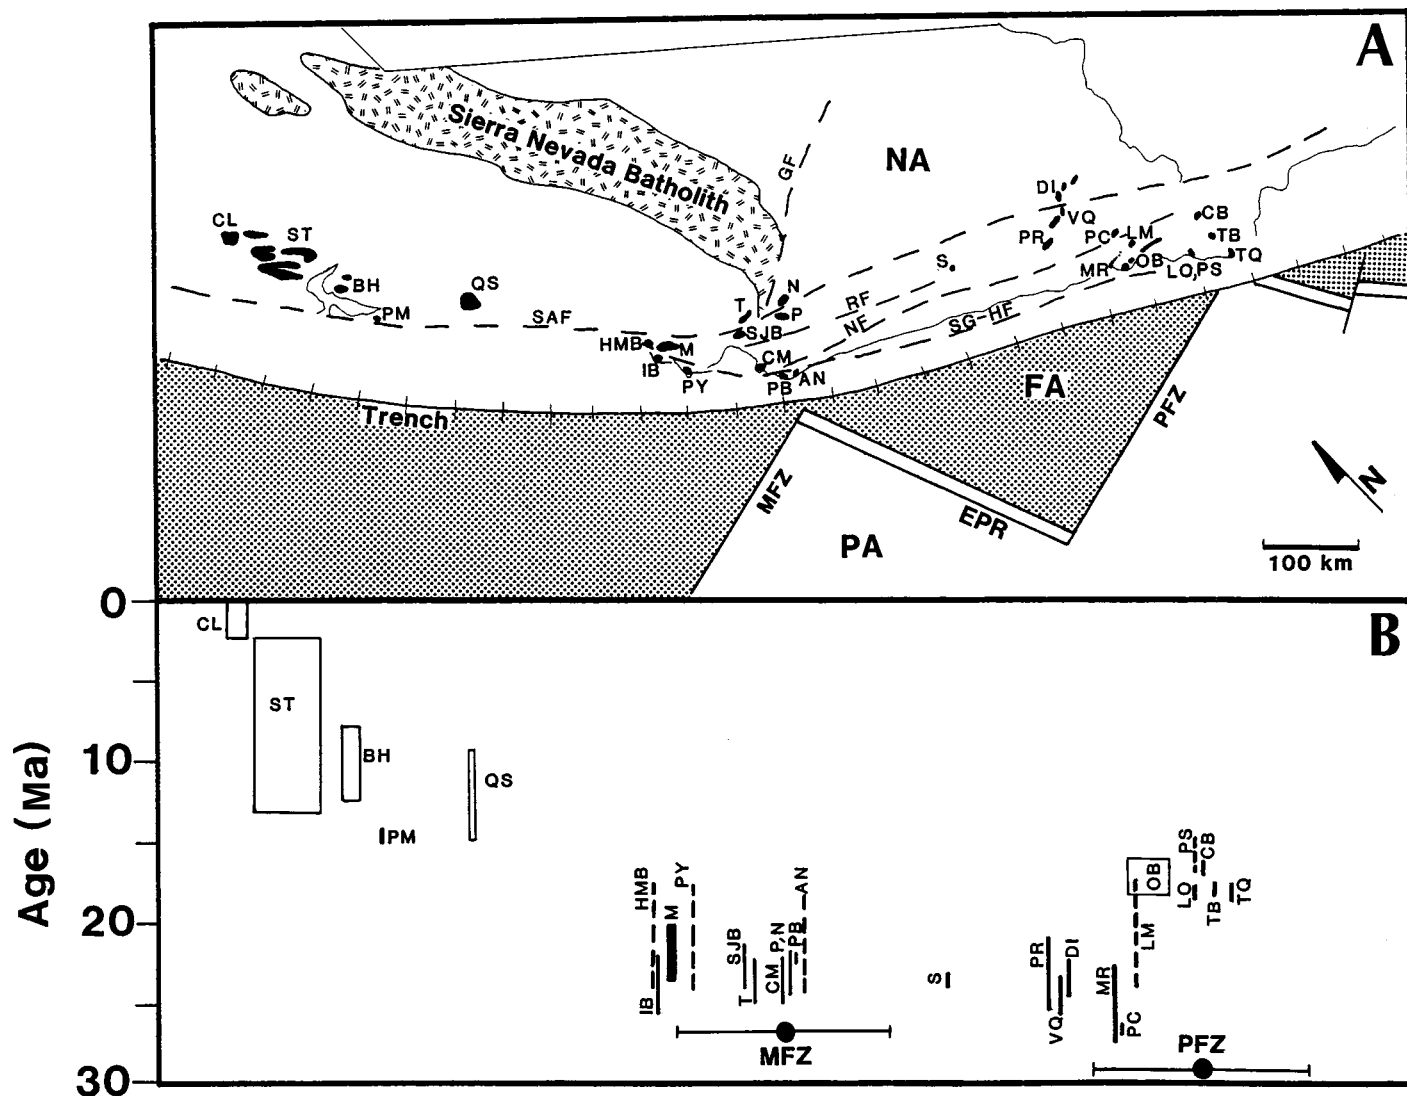 A
Sierra Nevada Batholith
GF
NA
DI
VQ
PR
PC
LM
CB
TB
TQ
MR
OB
LO,PS
S
CL
ST
BH
PM
QS
SAF
N
T
P
SJB
RF
NF
SG-HF
HMB
M
IB
PY
CM
PB
AN
Trench
FA
PFZ
MFZ
EPR
PA
N
100 km
B
Age (Ma)
0
10
20
30
CL
ST
BH
PM
QS
HMB
IB
M
PY
SJB
T
CM
P,N
PB
AN
MFZ
S
PR
VQ
DI
MR
PC
LM
OB
PS
LO
CB
TB
TQ
PFZ